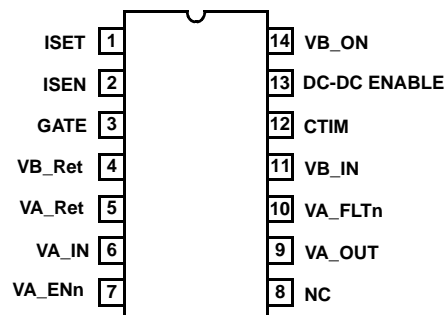 ISET 1 14 VB_ON
ISEN 2 13 DC-DC ENABLE
GATE 3 12 CTIM
VB_Ret 4 11 VB_IN
VA_Ret 5 10 VA_FLTn
VA_IN 6 9 VA_OUT
VA_ENn 7 8 NC